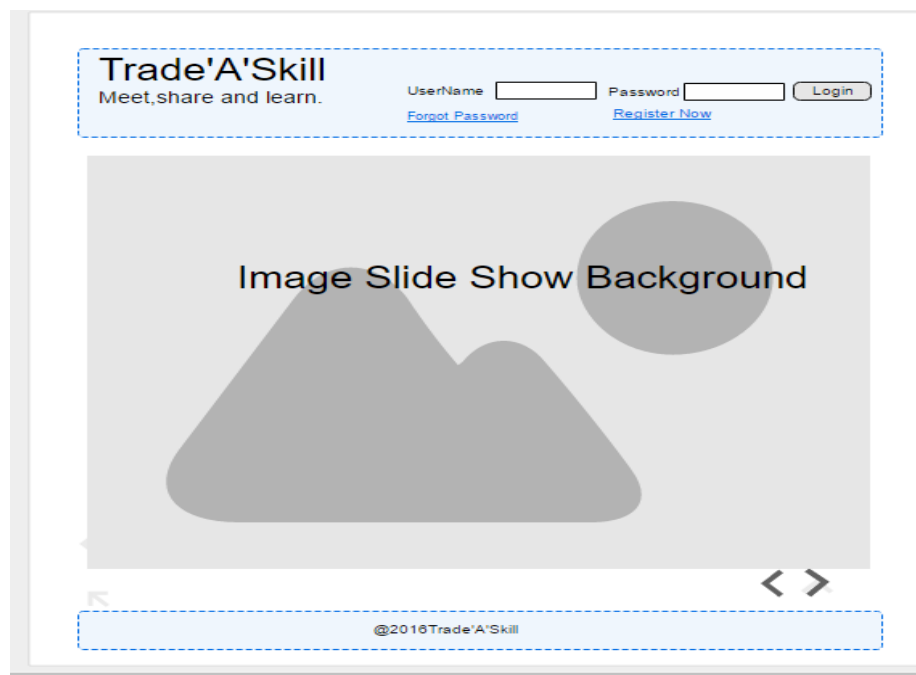 Trade'A'Skill
Meet,share and learn.
UserName Password Login
Forgot Password Register Now
Image Slide Show Background
@2016Trade'A'Skill